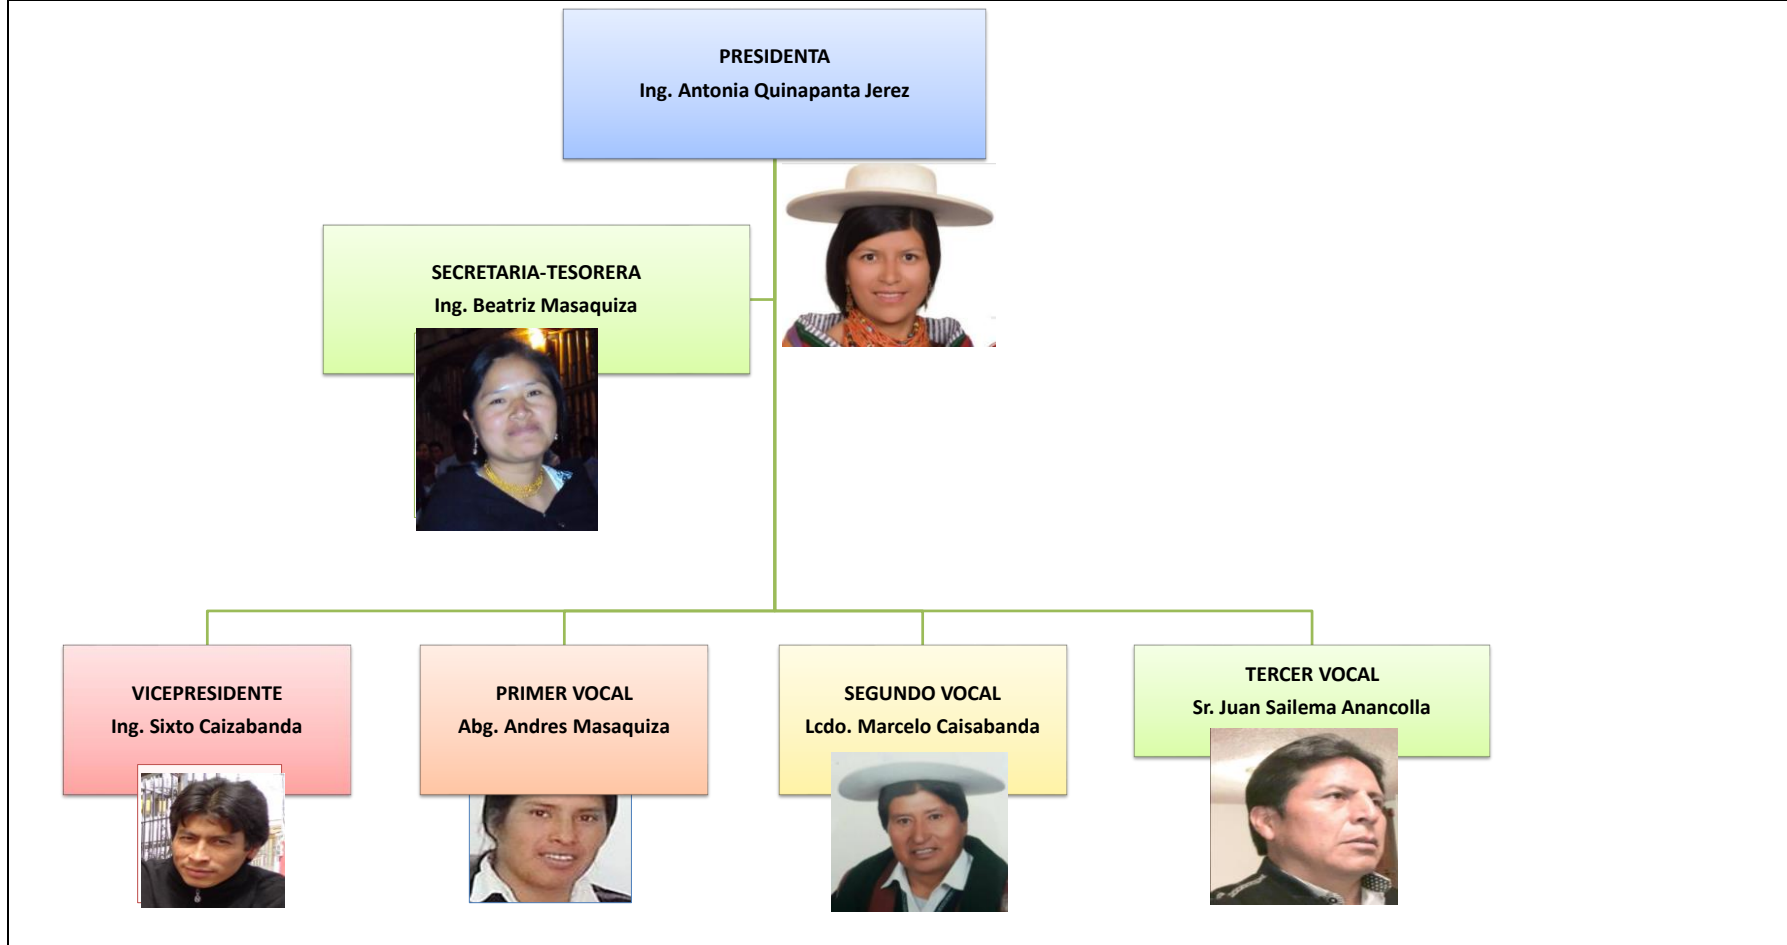 PRESIDENTA
Ing. Antonia Quinapanta Jerez
SECRETARIA-TESORERA
Ing. Beatriz Masaquiza
VICEPRESIDENTE
Ing. Sixto Caizabanda
PRIMER VOCAL
Abg. Andres Masaquiza
SEGUNDO VOCAL
Lcdo. Marcelo Caisabanda
TERCER VOCAL
Sr. Juan Sailema Anancolla